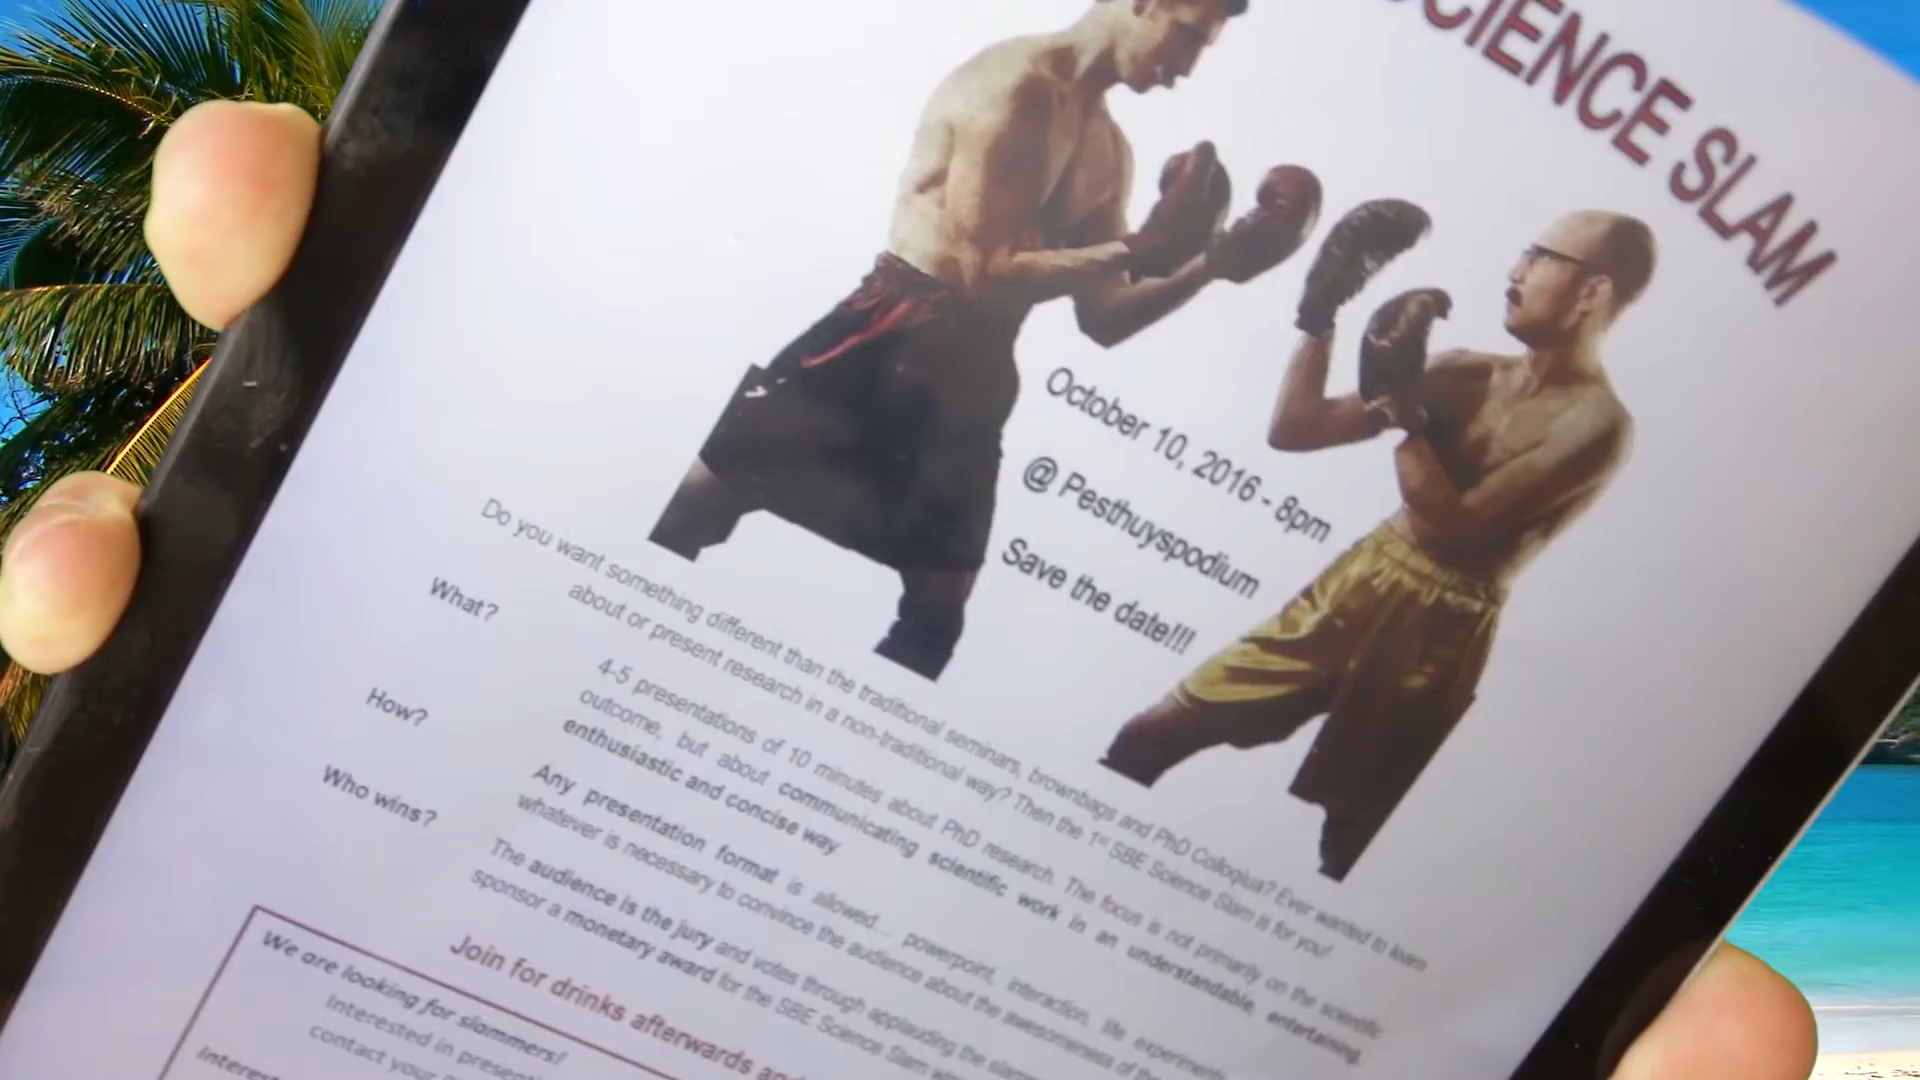 SCIENCE SLAM
October 10, 2016 - 8pm
@ Pesthuyspodium
Save the date!!!
Do you want something different than the traditional seminars, brownbags and PhD Colloqiua? Ever wanted to learn
about or present research in a non-traditional way? Then the 1st SBE Science Slam is for you!
What?
4-5 presentations of 10 minutes about PhD research. The focus is not primarily on the scientific
outcome, but about communicating scientific work in an understandable, entertaining,
enthusiastic and concise way.
How?
Any presentation format is allowed... powerpoint, interaction, life experiments
whatever is necessary to convince the audience about the awesomeness of the
Who wins?
The audience is the jury and votes through applauding the
sponsor a monetary award for the SBE Science Slam
Join for drinks afterwards and
We are looking for slammers!
Interested in
contact your